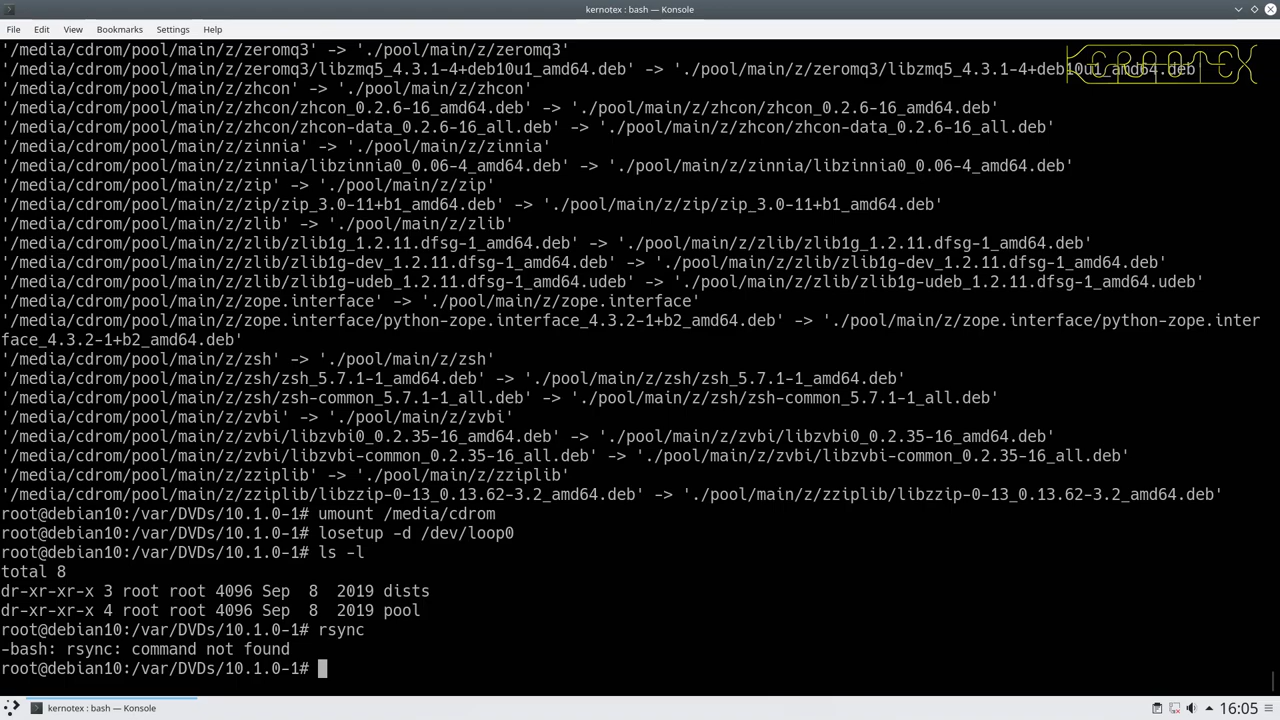 kernotex : bash — Konsole
File Edit View Bookmarks Settings Help
'/media/cdrom/pool/main/z/zeromq3' -> './pool/main/z/zeromq3'
'/media/cdrom/pool/main/z/zeromq3/libzmq5_4.3.1-4+deb10u1_amd64.deb' -> './pool/main/z/zeromq3/libzmq5_4.3.1-4+deb10u1_amd64.deb'
KERNOTEX
'/media/cdrom/pool/main/z/zhcon' -> './pool/main/z/zhcon'
'/media/cdrom/pool/main/z/zhcon/zhcon_0.2.6-16_amd64.deb' -> './pool/main/z/zhcon/zhcon_0.2.6-16_amd64.deb'
'/media/cdrom/pool/main/z/zhcon/zhcon-data_0.2.6-16_all.deb' -> './pool/main/z/zhcon/zhcon-data_0.2.6-16_all.deb'
'/media/cdrom/pool/main/z/zinnia' -> './pool/main/z/zinnia'
'/media/cdrom/pool/main/z/zinnia/libzinnia0_0.06-4_amd64.deb' -> './pool/main/z/zinnia/libzinnia0_0.06-4_amd64.deb'
'/media/cdrom/pool/main/z/zip' -> './pool/main/z/zip'
'/media/cdrom/pool/main/z/zip/zip_3.0-11+b1_amd64.deb' -> './pool/main/z/zip/zip_3.0-11+b1_amd64.deb'
'/media/cdrom/pool/main/z/zlib' -> './pool/main/z/zlib'
'/media/cdrom/pool/main/z/zlib/zlib1g_1.2.11.dfsg-1_amd64.deb' -> './pool/main/z/zlib/zlib1g_1.2.11.dfsg-1_amd64.deb'
'/media/cdrom/pool/main/z/zlib/zlib1g-dev_1.2.11.dfsg-1_amd64.deb' -> './pool/main/z/zlib/zlib1g-dev_1.2.11.dfsg-1_amd64.deb'
'/media/cdrom/pool/main/z/zlib/zlib1g-udeb_1.2.11.dfsg-1_amd64.udeb' -> './pool/main/z/zlib/zlib1g-udeb_1.2.11.dfsg-1_amd64.udeb'
'/media/cdrom/pool/main/z/zope.interface' -> './pool/main/z/zope.interface'
'/media/cdrom/pool/main/z/zope.interface/python-zope.interface_4.3.2-1+b2_amd64.deb' -> './pool/main/z/zope.interface/python-zope.inter
face_4.3.2-1+b2_amd64.deb'
'/media/cdrom/pool/main/z/zsh' -> './pool/main/z/zsh'
'/media/cdrom/pool/main/z/zsh/zsh_5.7.1-1_amd64.deb' -> './pool/main/z/zsh/zsh_5.7.1-1_amd64.deb'
'/media/cdrom/pool/main/z/zsh/zsh-common_5.7.1-1_all.deb' -> './pool/main/z/zsh/zsh-common_5.7.1-1_all.deb'
'/media/cdrom/pool/main/z/zvbi' -> './pool/main/z/zvbi'
'/media/cdrom/pool/main/z/zvbi/libzvbi0_0.2.35-16_amd64.deb' -> './pool/main/z/zvbi/libzvbi0_0.2.35-16_amd64.deb'
'/media/cdrom/pool/main/z/zvbi/libzvbi-common_0.2.35-16_all.deb' -> './pool/main/z/zvbi/libzvbi-common_0.2.35-16_all.deb'
'/media/cdrom/pool/main/z/zziplib' -> './pool/main/z/zziplib'
'/media/cdrom/pool/main/z/zziplib/libzzip-0-13_0.13.62-3.2_amd64.deb' -> './pool/main/z/zziplib/libzzip-0-13_0.13.62-3.2_amd64.deb'
root@debian10:/var/DVDs/10.1.0-1# umount /media/cdrom
root@debian10:/var/DVDs/10.1.0-1# losetup -d /dev/loop0
root@debian10:/var/DVDs/10.1.0-1# ls -l
total 8
dr-xr-xr-x 3 root root 4096 Sep  8  2019 dists
dr-xr-xr-x 4 root root 4096 Sep  8  2019 pool
root@debian10:/var/DVDs/10.1.0-1# rsync
-bash: rsync: command not found
root@debian10:/var/DVDs/10.1.0-1#
kernotex : bash — Konsole
16:05